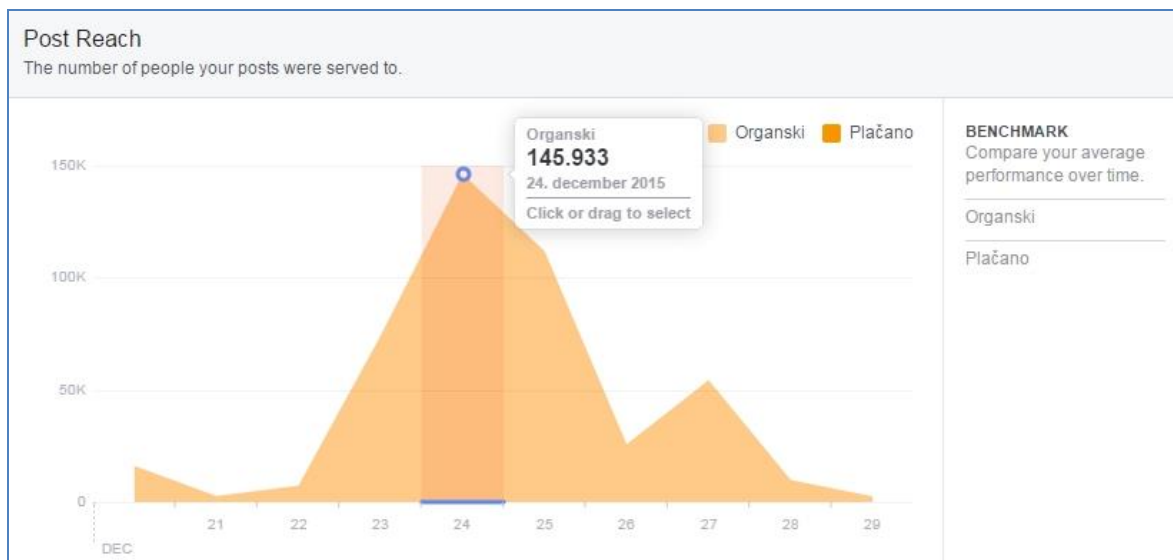 Post Reach
The number of people your posts were served to.
Organski
145.933
24. december 2015
Click or drag to select
Organski
Plačano
150K
100K
50K
0
DEC
21
22
23
24
25
26
27
28
29
BENCHMARK
Compare your average
performance over time.
Organski
Plačano